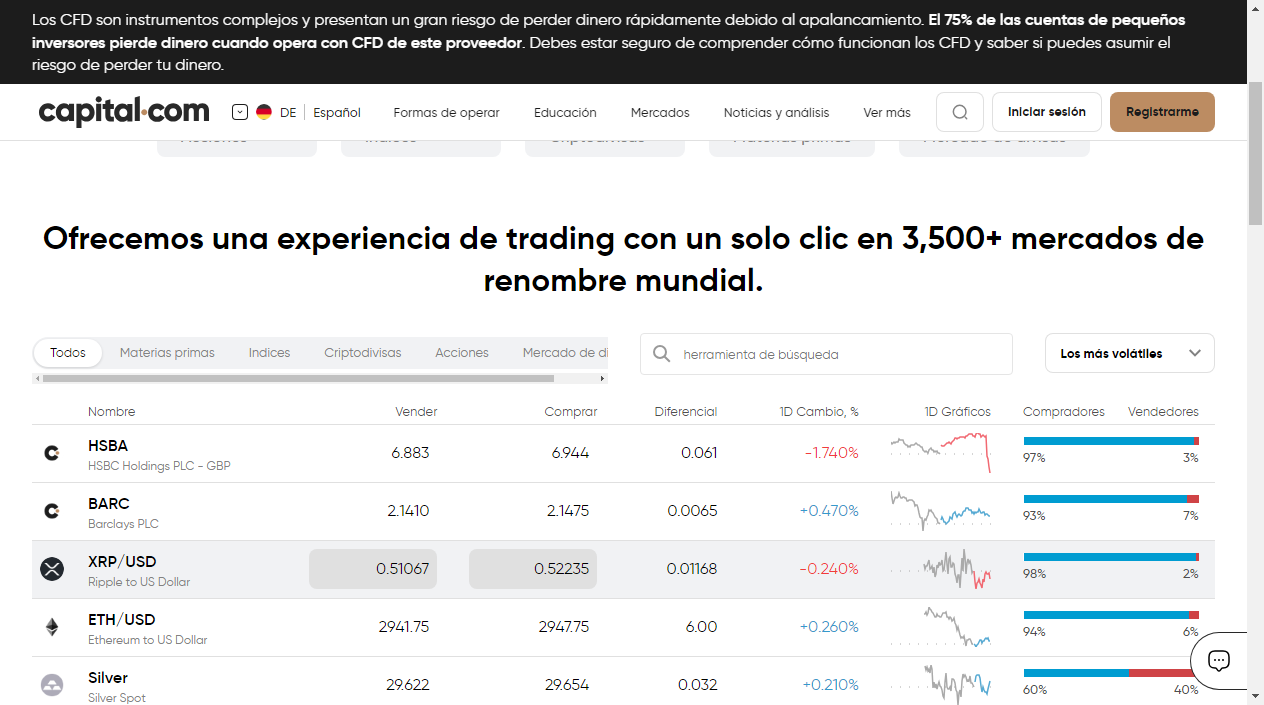 Los CFD son instrumentos complejos y presentan un gran riesgo de perder dinero rápidamente debido al apalancamiento. El 75% de las cuentas de pequeños
inversores pierde dinero cuando opera con CFD de este proveedor. Debes estar seguro de comprender cómo funcionan los CFD y saber si puedes asumir el
riesgo de perder tu dinero.
capital.com DE Español Formas de operar Educación Mercados Noticias y análisis Ver más Iniciar sesión Registrarme
Ofrecemos una experiencia de trading con un solo clic en 3,500+ mercados de
renombre mundial.
Todos Materias primas Indices Criptodivisas Acciones Mercado de di herramienta de búsqueda Los más volátiles
Nombre Vender Comprar Diferencial 1D Cambio, % 1D Gráficos Compradores Vendedores
HSBA 6.883 6.944 0.061 -1.740%
HSBC Holdings PLC - GBP 97% 3%
BARC 2.1410 2.1475 0.0065 +0.470%
Barclays PLC 93% 7%
XRP/USD 0.51067 0.52235 0.01168 -0.240%
Ripple to US Dollar 98% 2%
ETH/USD 2941.75 2947.75 6.00 +0.260%
Ethereum to US Dollar 94% 6%
Silver 29.622 29.654 0.032 +0.210%
Silver Spot 60% 40%